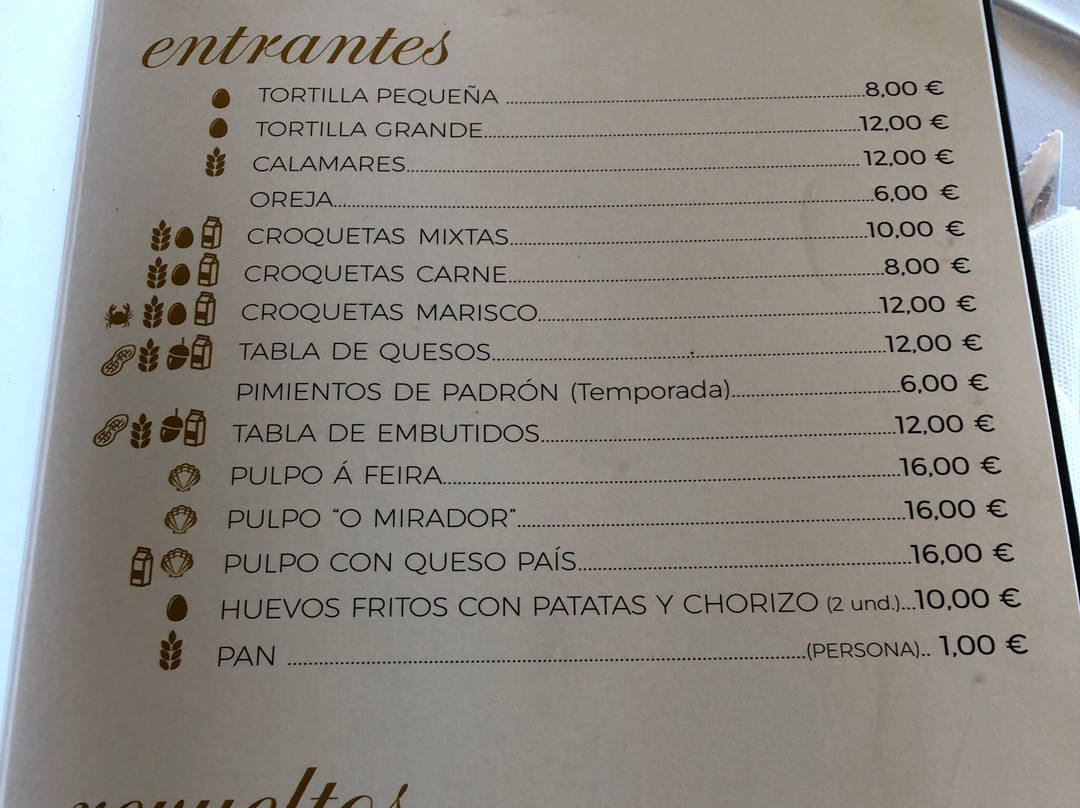 entrantes
TORTILLA PEQUEÑA ........ 8,00 €
TORTILLA GRANDE........ 12,00 €
CALAMARES........ 12,00 €
OREJA........ 6,00 €
CROQUETAS MIXTAS........ 10,00 €
CROQUETAS CARNE........ 8,00 €
CROQUETAS MARISCO........ 12,00 €
TABLA DE QUESOS........ 12,00 €
PIMIENTOS DE PADRÓN (Temporada)........ 6,00 €
TABLA DE EMBUTIDOS........ 12,00 €
PULPO Á FEIRA........ 16,00 €
PULPO “O MIRADOR”........ 16,00 €
PULPO CON QUESO PAÍS........ 16,00 €
HUEVOS FRITOS CON PATATAS Y CHORIZO (2 und.)...10,00 €
PAN ........(PERSONA).. 1,00 €
revueltos